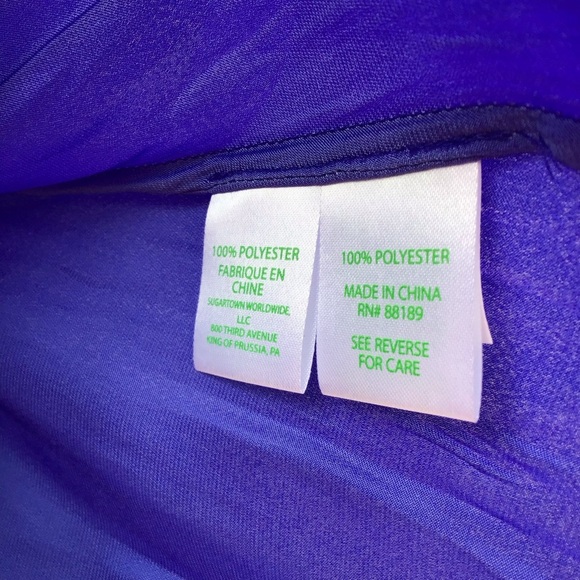 100% POLYESTER
FABRIQUE EN
CHINE
SUGARTOWN WORLDWIDE,
LLC
800 THIRD AVENUE
KING OF PRUSSIA, PA
100% POLYESTER
MADE IN CHINA
RN# 88189
SEE REVERSE
FOR CARE